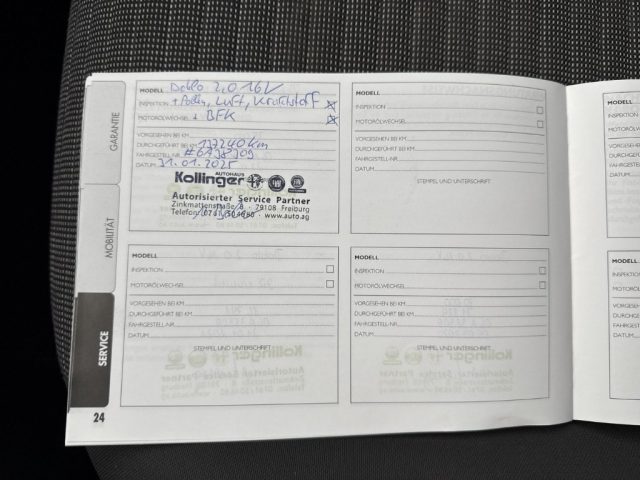 GARANTIE
MOBILITÄT
SERVICE
24
MODELL Doblo 2.0 16V
INSPEKTION + Pollen, Luft, Kraftstoff
MOTORÖLWECHSEL + BFK
VORGESEHEN BEI KM
DURCHGEFÜHRT BEI KM 137240 km
FAHRGESTELL-NR.
DATUM 31.01.2025
AUTOHAUS
Kollinger
Autorisierter Service Partner
Zinkmattenstraße 8 · 79108 Freiburg
Telefon · www.auto.ag
MODELL
INSPEKTION
MOTORÖLWECHSEL
VORGESEHEN BEI KM
DURCHGEFÜHRT BEI KM
FAHRGESTELL-NR.
DATUM
STEMPEL UND UNTERSCHRIFT
MODELL
INSPEKTION
MOTORÖLWECHSEL
VORGESEHEN BEI KM
DURCHGEFÜHRT BEI KM
FAHRGESTELL-NR.
DATUM
STEMPEL UND UNTERSCHRIFT
MODELL
INSPEKTION
MOTORÖLWECHSEL
VORGESEHEN BEI KM
DURCHGEFÜHRT BEI KM
FAHRGESTELL-NR.
DATUM
STEMPEL UND UNTERSCHRIFT